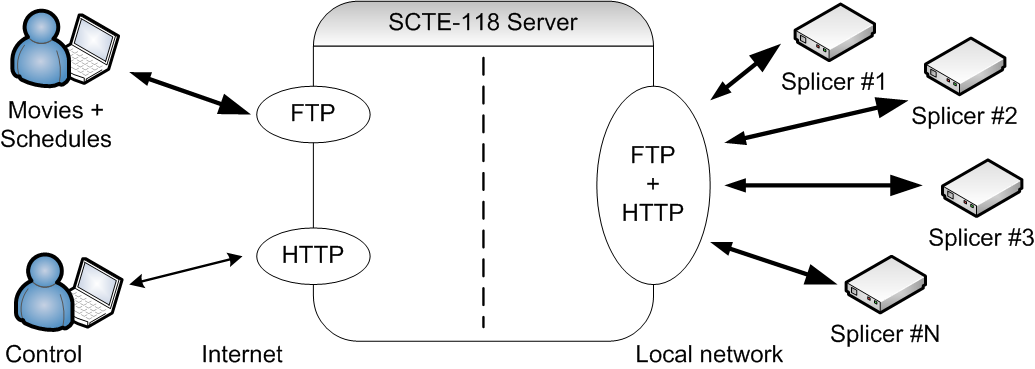 SCTE-118 Server
Movies +
Schedules
FTP
HTTP
Control
Internet
FTP
+
HTTP
Local network
Splicer #1
Splicer #2
Splicer #3
Splicer #N